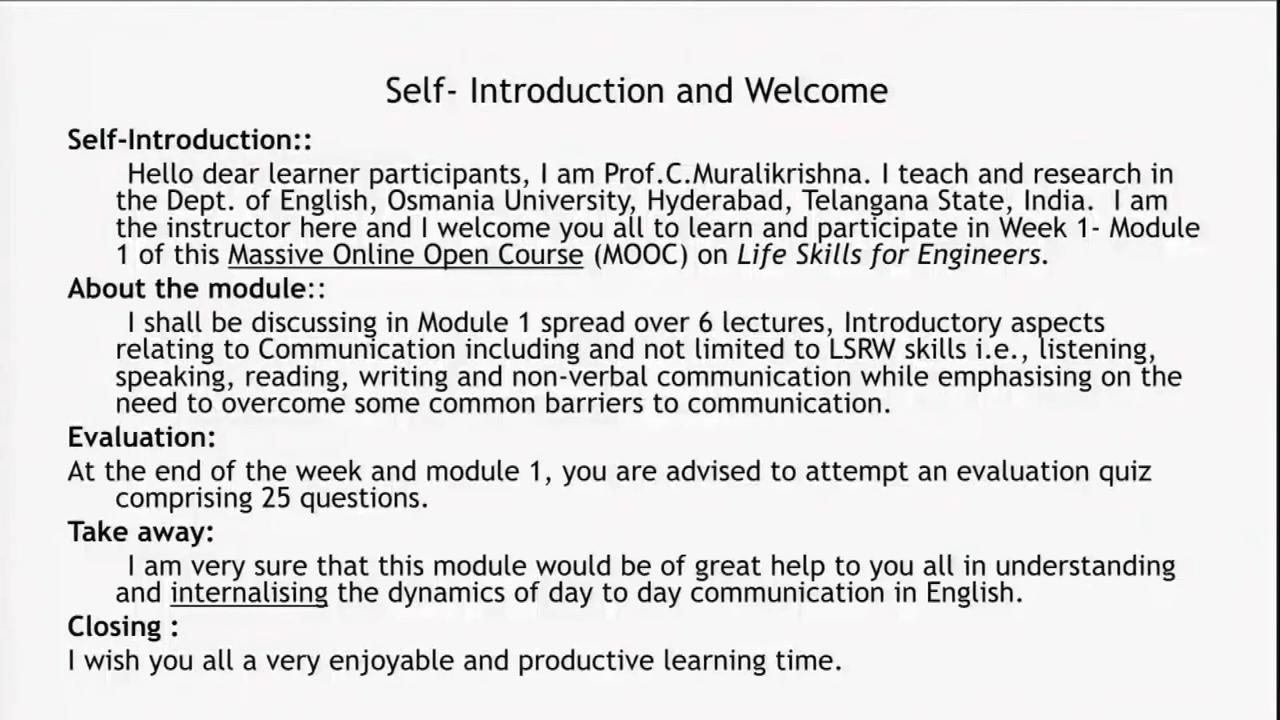 Self- Introduction and Welcome
Self-Introduction::
Hello dear learner participants, I am Prof.C.Muralikrishna. I teach and research in
the Dept. of English, Osmania University, Hyderabad, Telangana State, India. I am
the instructor here and I welcome you all to learn and participate in Week 1- Module
1 of this Massive Online Open Course (MOOC) on Life Skills for Engineers.
About the module::
I shall be discussing in Module 1 spread over 6 lectures, Introductory aspects
relating to Communication including and not limited to LSRW skills i.e., listening,
speaking, reading, writing and non-verbal communication while emphasising on the
need to overcome some common barriers to communication.
Evaluation:
At the end of the week and module 1, you are advised to attempt an evaluation quiz
comprising 25 questions.
Take away:
I am very sure that this module would be of great help to you all in understanding
and internalising the dynamics of day to day communication in English.
Closing :
I wish you all a very enjoyable and productive learning time.